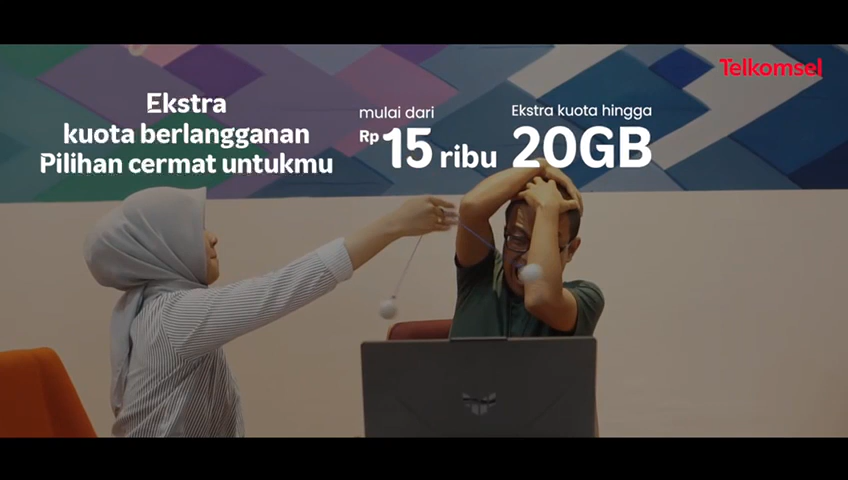 Telkomsel
Ekstra
kuota berlangganan
Pilihan cermat untukmu
mulai dari
Rp 15 ribu
Ekstra kuota hingga
20GB